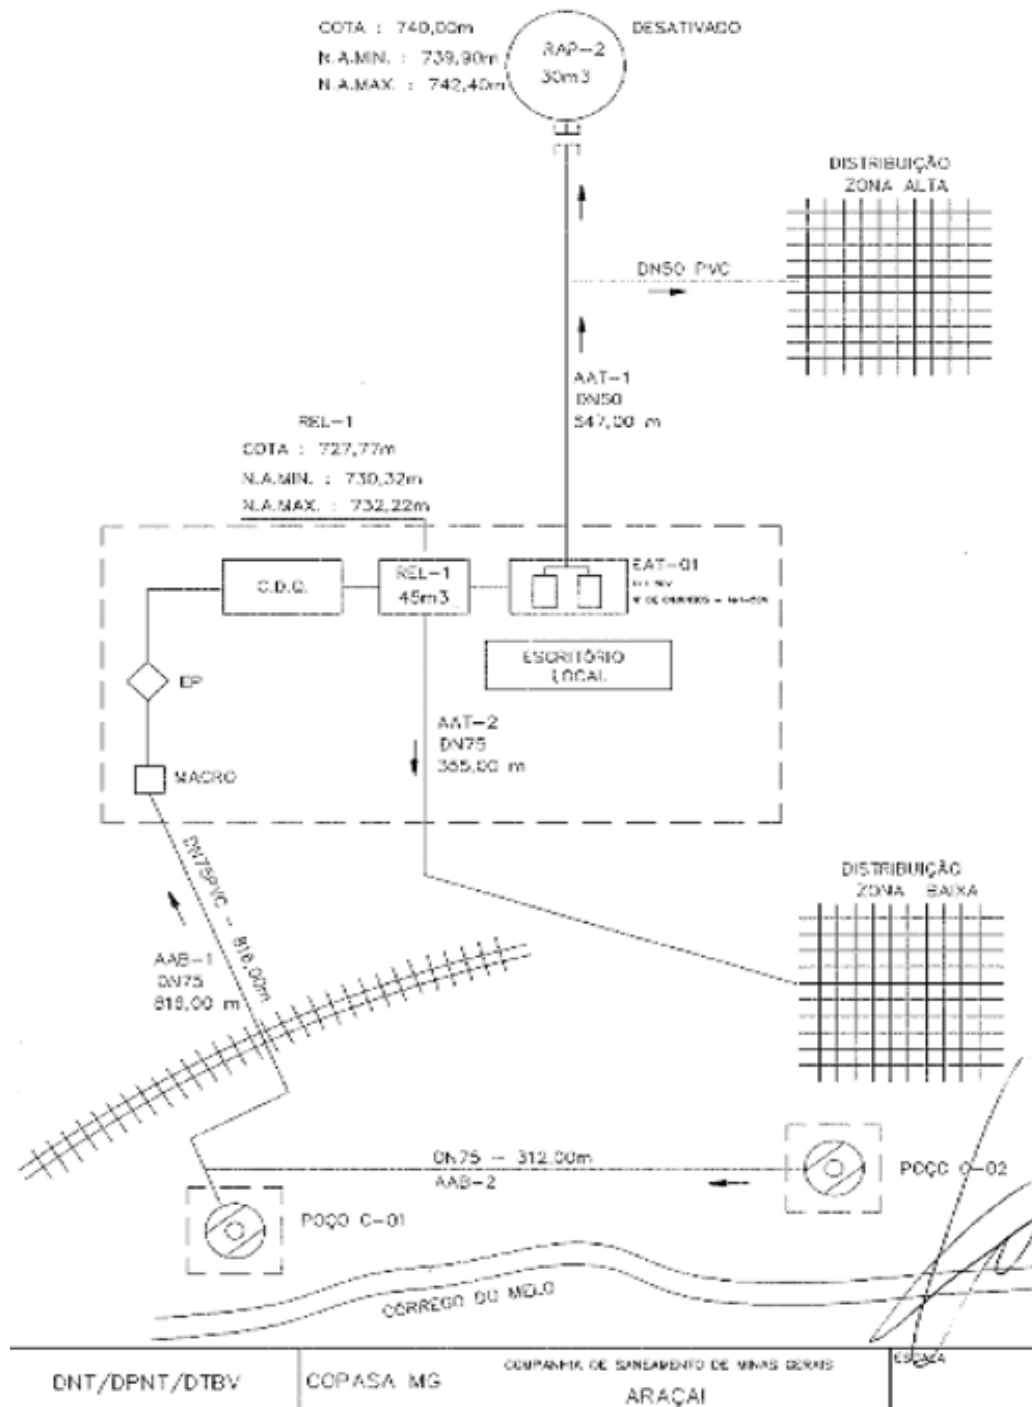 COTA : 740,00m
N.A.MIN. : 739,90m
N.A.MAX. : 742,40m
RAP-2
30m3
DESATIVADO
DISTRIBUIÇÃO
ZONA ALTA
DN50 PVC
AAT-1
DN50
547,00 m
REL-1
COTA : 727,77m
N.A.MIN. : 730,32m
N.A.MAX. : 732,22m
C.D.Q.
REL-1
45m3
EAT-01
ESCRITÓRIO
LOCAL
EP
MACRO
AAT-2
DN75
385,00 m
DN75PVC - 818,00m
AAB-1
DN75
818,00 m
DISTRIBUIÇÃO
ZONA BAIXA
DN75 - 312,00m
AAB-2
POÇO C-01
POÇO C-02
CORREGO DO MELO
DNT/DPNT/DTBV
COPASA MG
COMPANHIA DE SANEAMENTO DE MINAS GERAIS
ARAÇAI
ESCALA